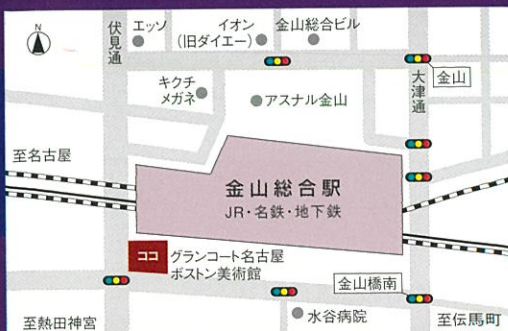 N
伏見通
エッソ
イオン
(旧ダイエー)
金山総合ビル
金山
大津通
キクチ
メガネ
アスナル金山
至名古屋
金山総合駅
JR・名鉄・地下鉄
ココ
グランコート名古屋
ボストン美術館
金山橋南
水谷病院
至熱田神宮
至伝馬町